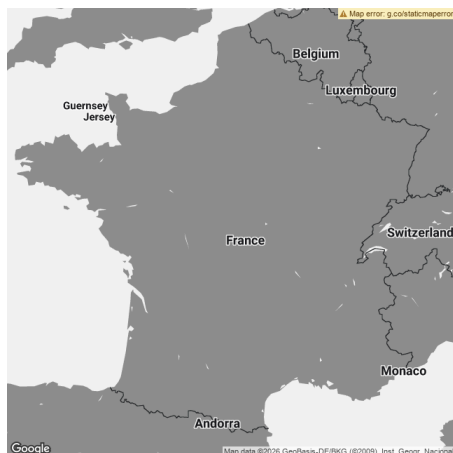 ⚠ Map error: g.co/staticmaperror
Belgium
Luxembourg
Guernsey
Jersey
Switzerland
France
Monaco
Andorra
Google
Map data ©2026 GeoBasis-DE/BKG (©2009), Inst. Geogr. Nacional